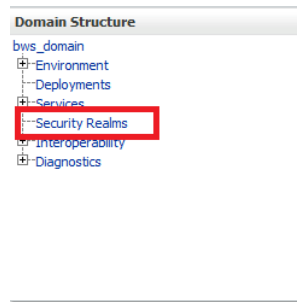 Domain Structure
bws_domain
Environment
Deployments
Services
Security Realms
Interoperability
Diagnostics